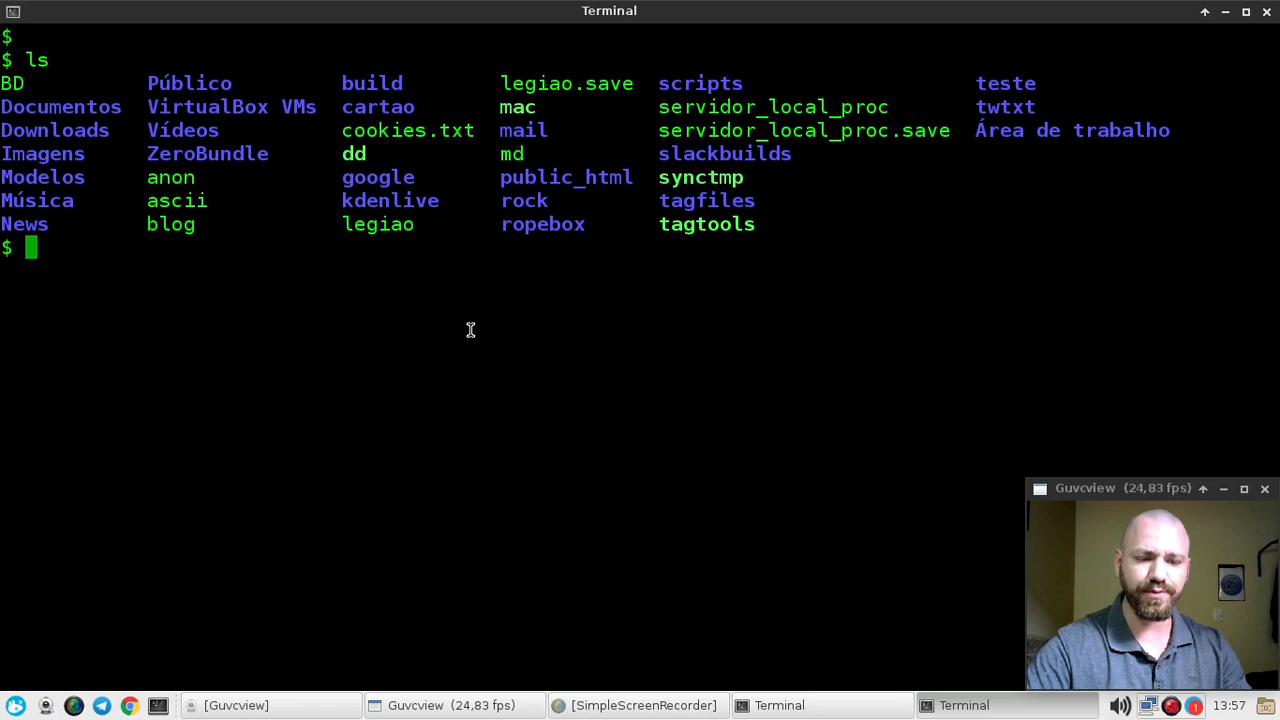 Terminal
$
$ ls
BD Público build legiao.save scripts teste
Documentos VirtualBox VMs cartao mac servidor_local_proc twtxt
Downloads Vídeos cookies.txt mail servidor_local_proc.save Área de trabalho
Imagens ZeroBundle dd md slackbuilds
Modelos anon google public_html synctmp
Música ascii kdenlive rock tagfiles
News blog legiao ropebox tagtools
$
Guvcview (24,83 fps)
[Guvcview] Guvcview (24,83 fps) [SimpleScreenRecorder] Terminal Terminal 1 13:57